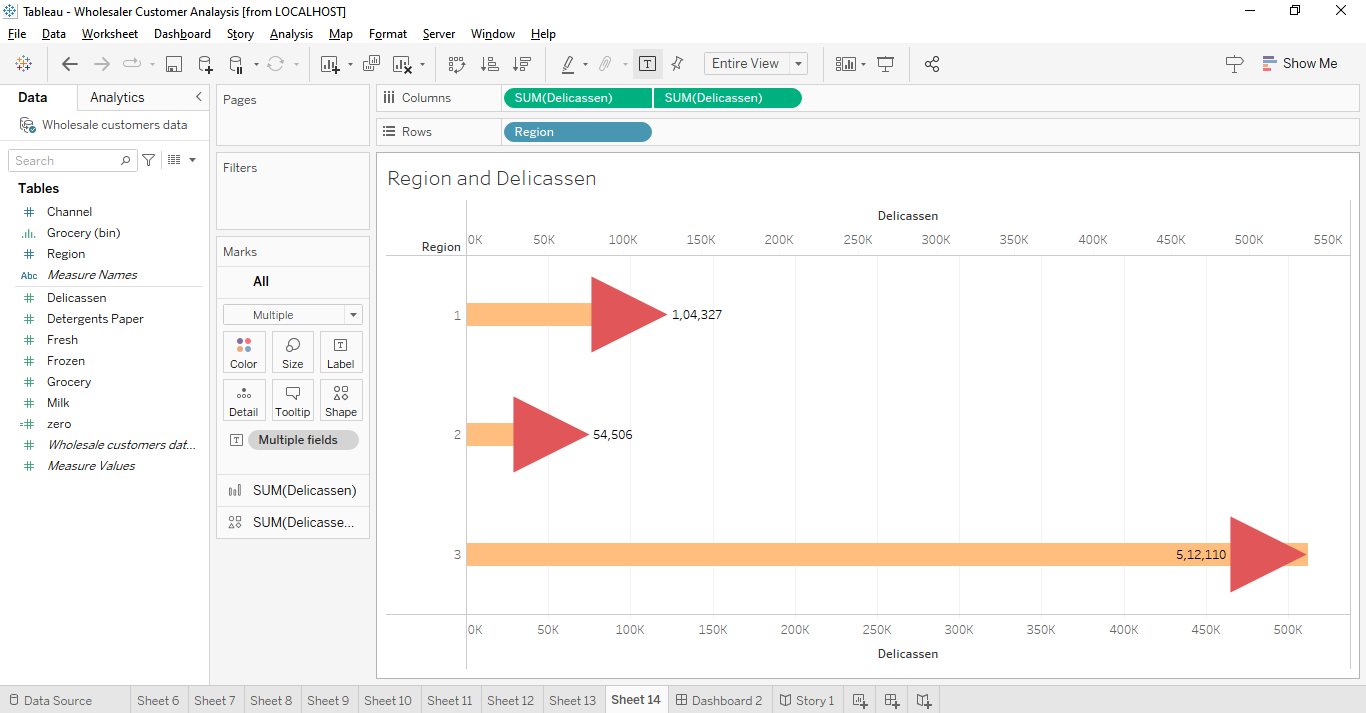 Tableau - Wholesaler Customer Analaysis [from LOCALHOST]
File Data Worksheet Dashboard Story Analysis Map Format Server Window Help
Entire View
Show Me
Data Analytics
Wholesale customers data
Search
Tables
Channel
Grocery (bin)
Region
Abc Measure Names
Delicassen
Detergents Paper
Fresh
Frozen
Grocery
Milk
zero
Wholesale customers dat...
Measure Values
Pages
Filters
Marks
All
Multiple
Color Size Label
Detail Tooltip Shape
Multiple fields
SUM(Delicassen)
SUM(Delicasse...
Columns SUM(Delicassen) SUM(Delicassen)
Rows Region
Region and Delicassen
Delicassen
Region 0K 50K 100K 150K 200K 250K 300K 350K 400K 450K 500K 550K
1 1,04,327
2 54,506
3 5,12,110
0K 50K 100K 150K 200K 250K 300K 350K 400K 450K 500K
Delicassen
Data Source Sheet 6 Sheet 7 Sheet 8 Sheet 9 Sheet 10 Sheet 11 Sheet 12 Sheet 13 Sheet 14 Dashboard 2 Story 1